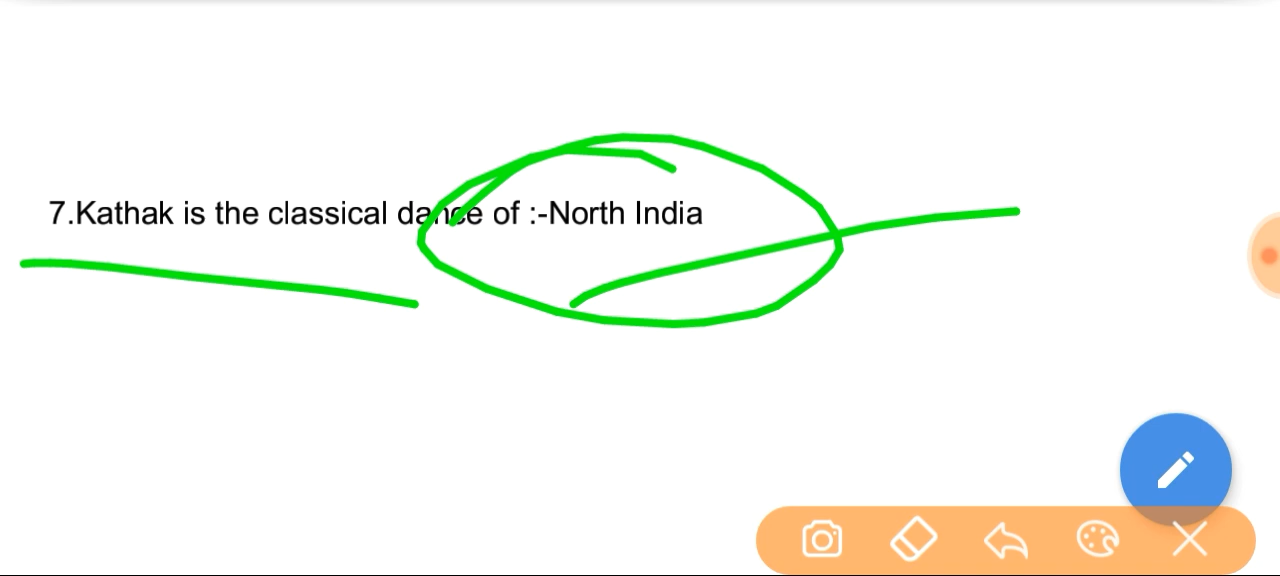 7.Kathak is the classical dance of :-North India